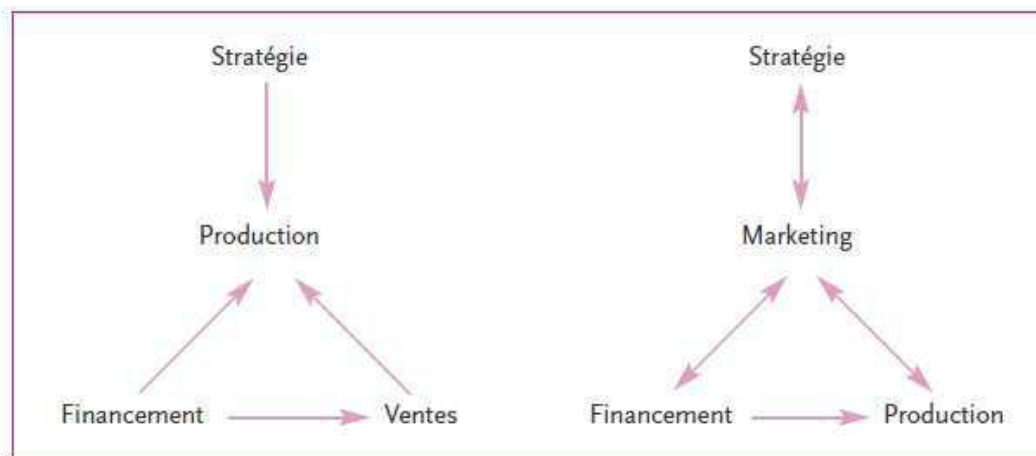 Stratégie
Stratégie
Production
Marketing
Financement
Ventes
Financement
Production